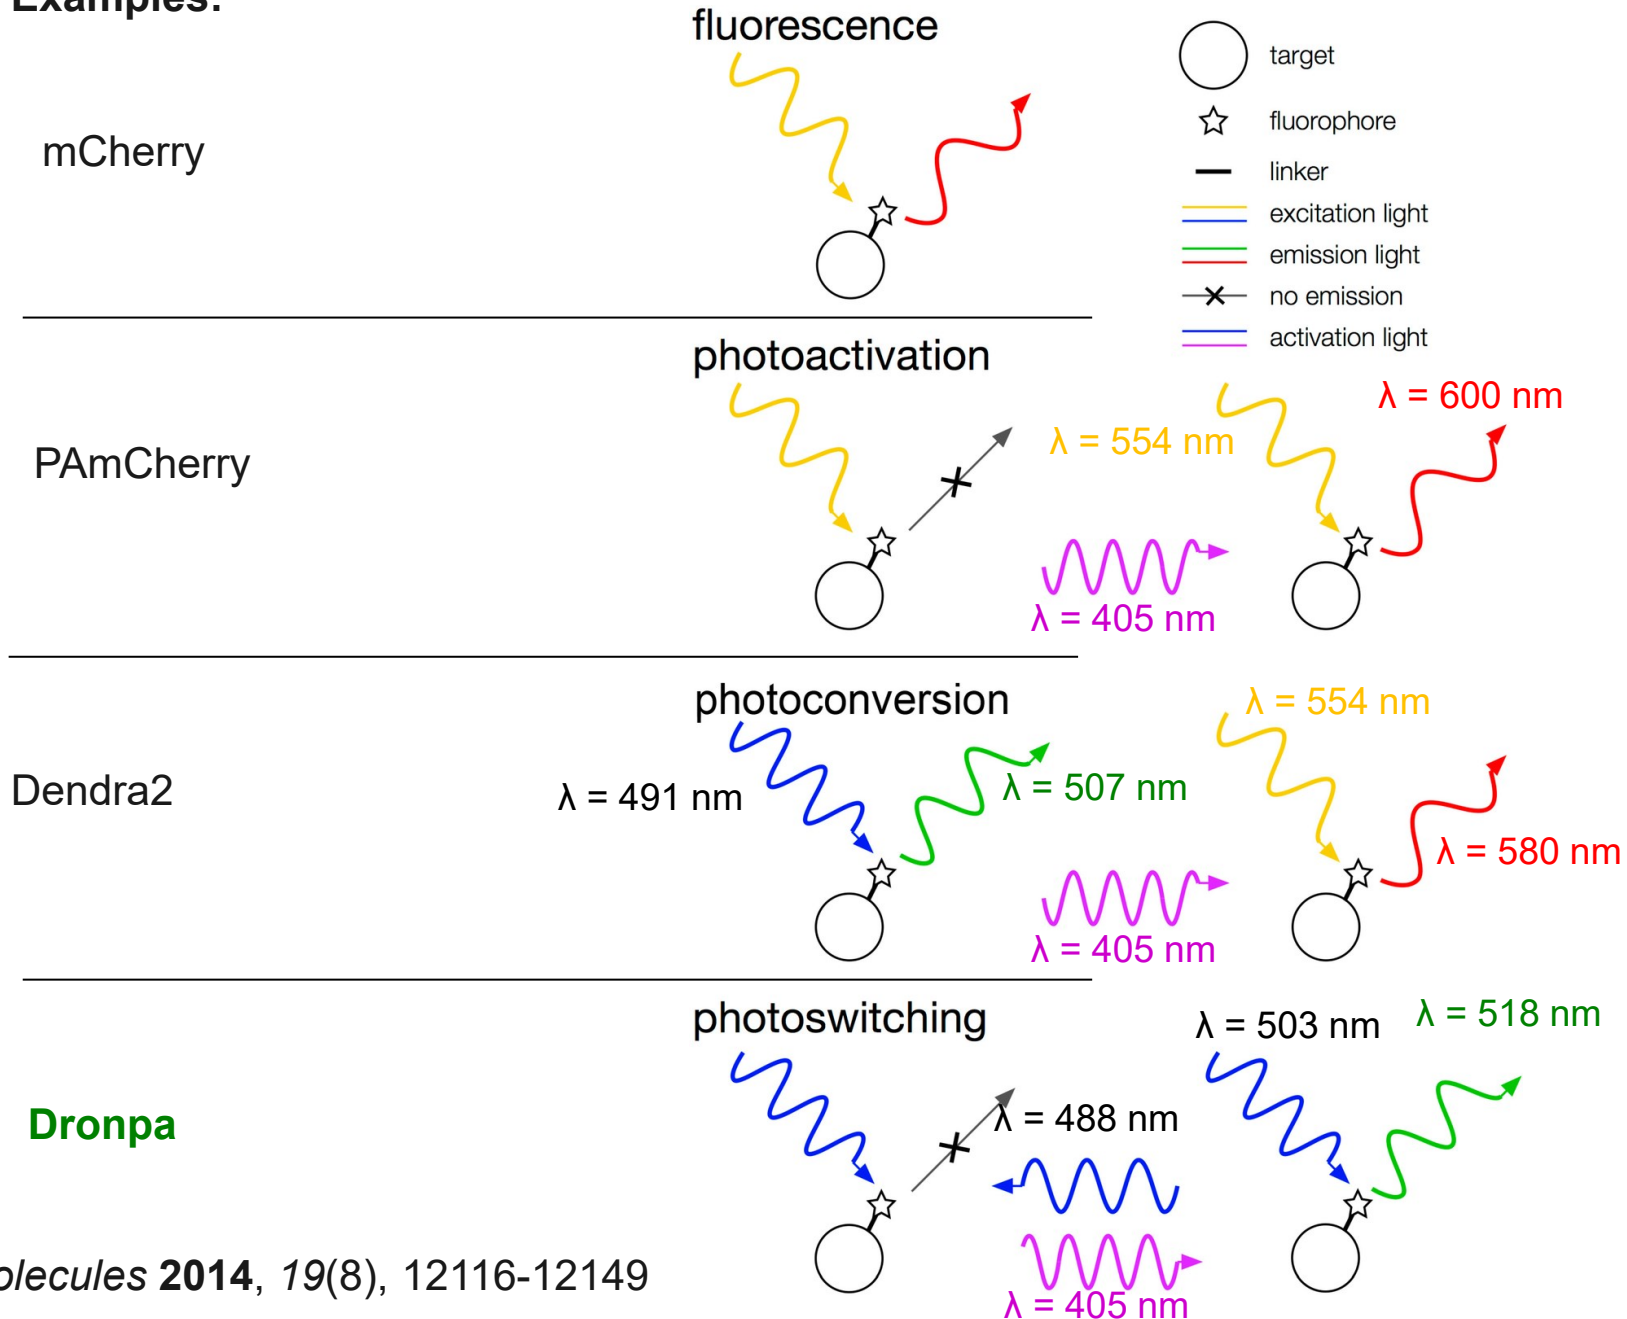 Examples:
fluorescence
target
fluorophore
mCherry
linker
excitation light
emission light
no emission
activation light
photoactivation
λ = 600 nm
λ = 554 nm
PAmCherry
λ = 405 nm
photoconversion
λ = 554 nm
Dendra2
λ = 491 nm
λ = 507 nm
λ = 580 nm
λ = 405 nm
photoswitching
λ = 503 nm
λ = 518 nm
Dronpa
λ = 488 nm
olecules 2014, 19(8), 12116-12149
λ = 405 nm